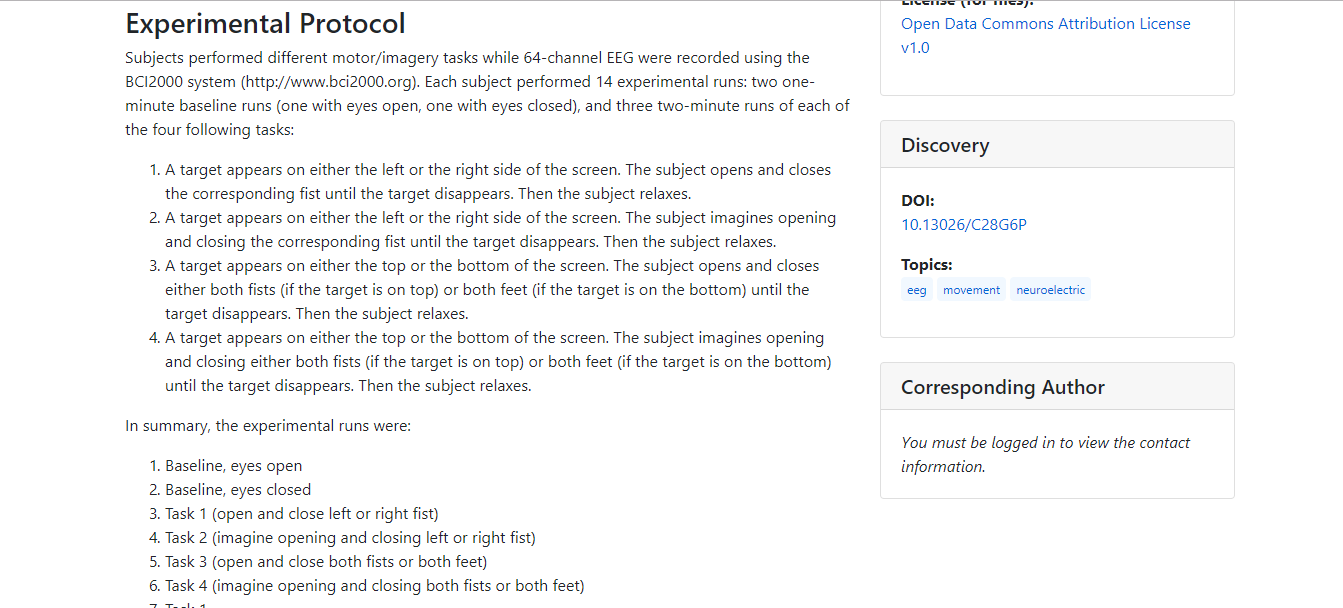 Experimental Protocol
Subjects performed different motor/imagery tasks while 64-channel EEG were recorded using the
BCI2000 system (http://www.bci2000.org). Each subject performed 14 experimental runs: two one-
minute baseline runs (one with eyes open, one with eyes closed), and three two-minute runs of each of
the four following tasks:
1. A target appears on either the left or the right side of the screen. The subject opens and closes
the corresponding fist until the target disappears. Then the subject relaxes.
2. A target appears on either the left or the right side of the screen. The subject imagines opening
and closing the corresponding fist until the target disappears. Then the subject relaxes.
3. A target appears on either the top or the bottom of the screen. The subject opens and closes
either both fists (if the target is on top) or both feet (if the target is on the bottom) until the
target disappears. Then the subject relaxes.
4. A target appears on either the top or the bottom of the screen. The subject imagines opening
and closing either both fists (if the target is on top) or both feet (if the target is on the bottom)
until the target disappears. Then the subject relaxes.
In summary, the experimental runs were:
1. Baseline, eyes open
2. Baseline, eyes closed
3. Task 1 (open and close left or right fist)
4. Task 2 (imagine opening and closing left or right fist)
5. Task 3 (open and close both fists or both feet)
6. Task 4 (imagine opening and closing both fists or both feet)
7. Task 1
License (for files):
Open Data Commons Attribution License
v1.0
Discovery
DOI:
10.13026/C28G6P
Topics:
eeg movement neuroelectric
Corresponding Author
You must be logged in to view the contact
information.